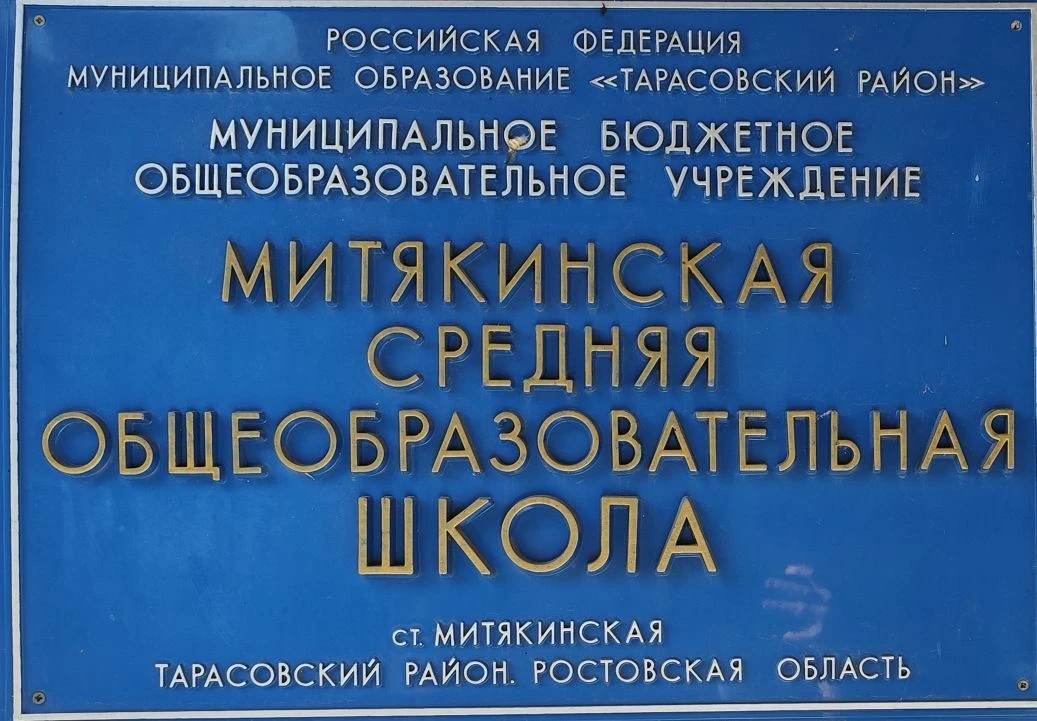 РОССИЙСКАЯ ФЕДЕРАЦИЯ
МУНИЦИПАЛЬНОЕ ОБРАЗОВАНИЕ «ТАРАСОВСКИЙ РАЙОН»
МУНИЦИПАЛЬНОЕ БЮДЖЕТНОЕ
ОБЩЕОБРАЗОВАТЕЛЬНОЕ УЧРЕЖДЕНИЕ
МИТЯКИНСКАЯ
СРЕДНЯЯ
ОБЩЕОБРАЗОВАТЕЛЬНАЯ
ШКОЛА
ст. МИТЯКИНСКАЯ
ТАРАСОВСКИЙ РАЙОН. РОСТОВСКАЯ ОБЛАСТЬ